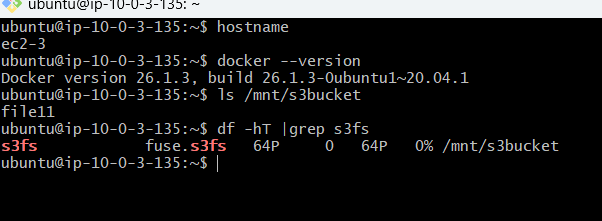 ubuntu@ip-10-0-3-135: ~
ubuntu@ip-10-0-3-135:~$ hostname
ec2-3
ubuntu@ip-10-0-3-135:~$ docker --version
Docker version 26.1.3, build 26.1.3-0ubuntu1~20.04.1
ubuntu@ip-10-0-3-135:~$ ls /mnt/s3bucket
file11
ubuntu@ip-10-0-3-135:~$ df -hT |grep s3fs
s3fs           fuse.s3fs   64P     0   64P   0% /mnt/s3bucket
ubuntu@ip-10-0-3-135:~$